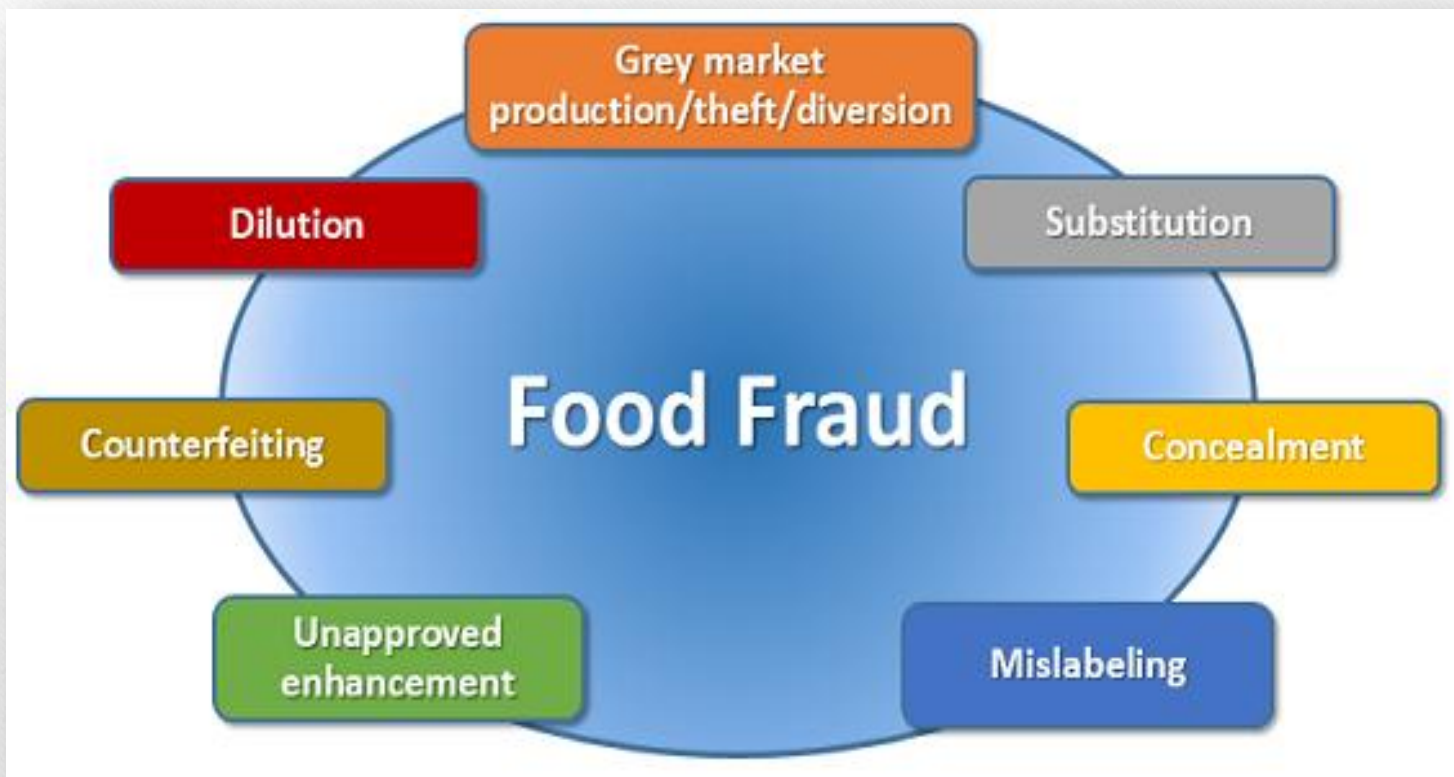 Grey market
production/theft/diversion
Dilution
Substitution
Food Fraud
Counterfeiting
Concealment
Unapproved
enhancement
Mislabeling